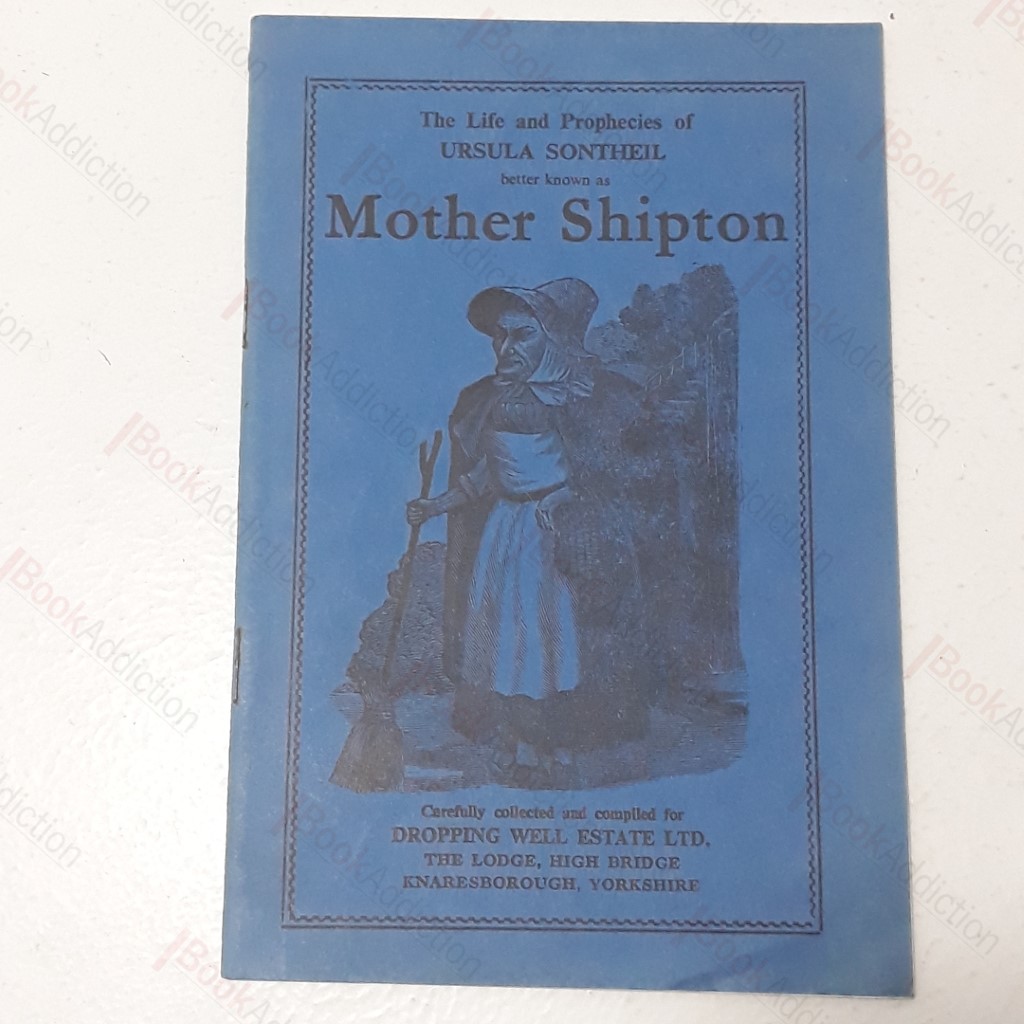 The Life and Prophecies of
URSULA SONTHEIL
better known as
Mother Shipton
Carefully collected and compiled for
DROPPING WELL ESTATE LTD.
THE LODGE, HIGH BRIDGE
KNARESBOROUGH, YORKSHIRE
BookAddiction